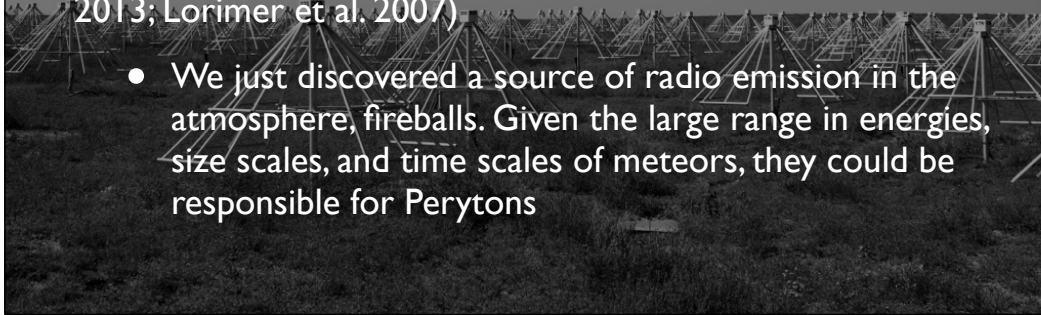 2013; Lorimer et al. 2007)
• We just discovered a source of radio emission in the
atmosphere, fireballs. Given the large range in energies,
size scales, and time scales of meteors, they could be
responsible for Perytons